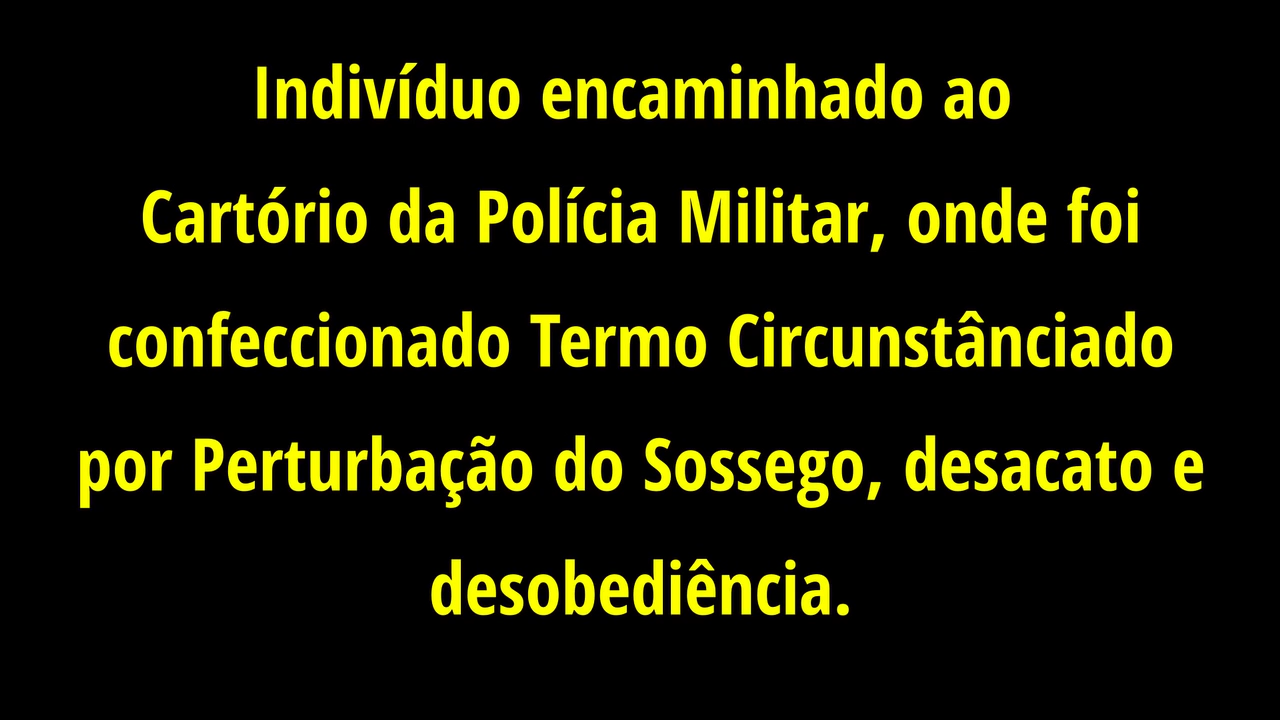 Indivíduo encaminhado ao
Cartório da Polícia Militar, onde foi
confeccionado Termo Circunstânciado
por Perturbação do Sossego, desacato e
desobediência.